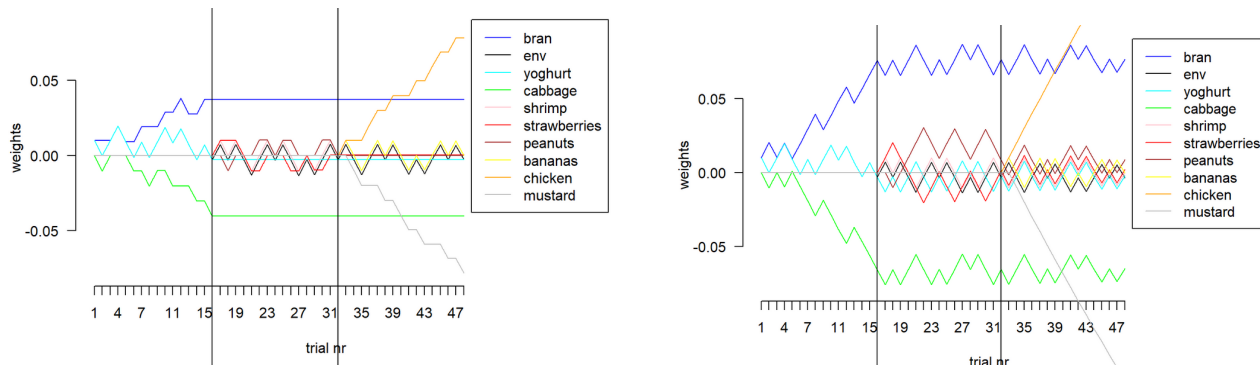 weights
0.05
0.00
-0.05
1 4 7 11 15 19 23 27 31 35 39 43 47
trial nr
bran
env
yoghurt
cabbage
shrimp
strawberries
peanuts
bananas
chicken
mustard
weights
0.05
0.00
-0.05
1 4 7 11 15 19 23 27 31 35 39 43 47
trial nr
bran
env
yoghurt
cabbage
shrimp
strawberries
peanuts
bananas
chicken
mustard